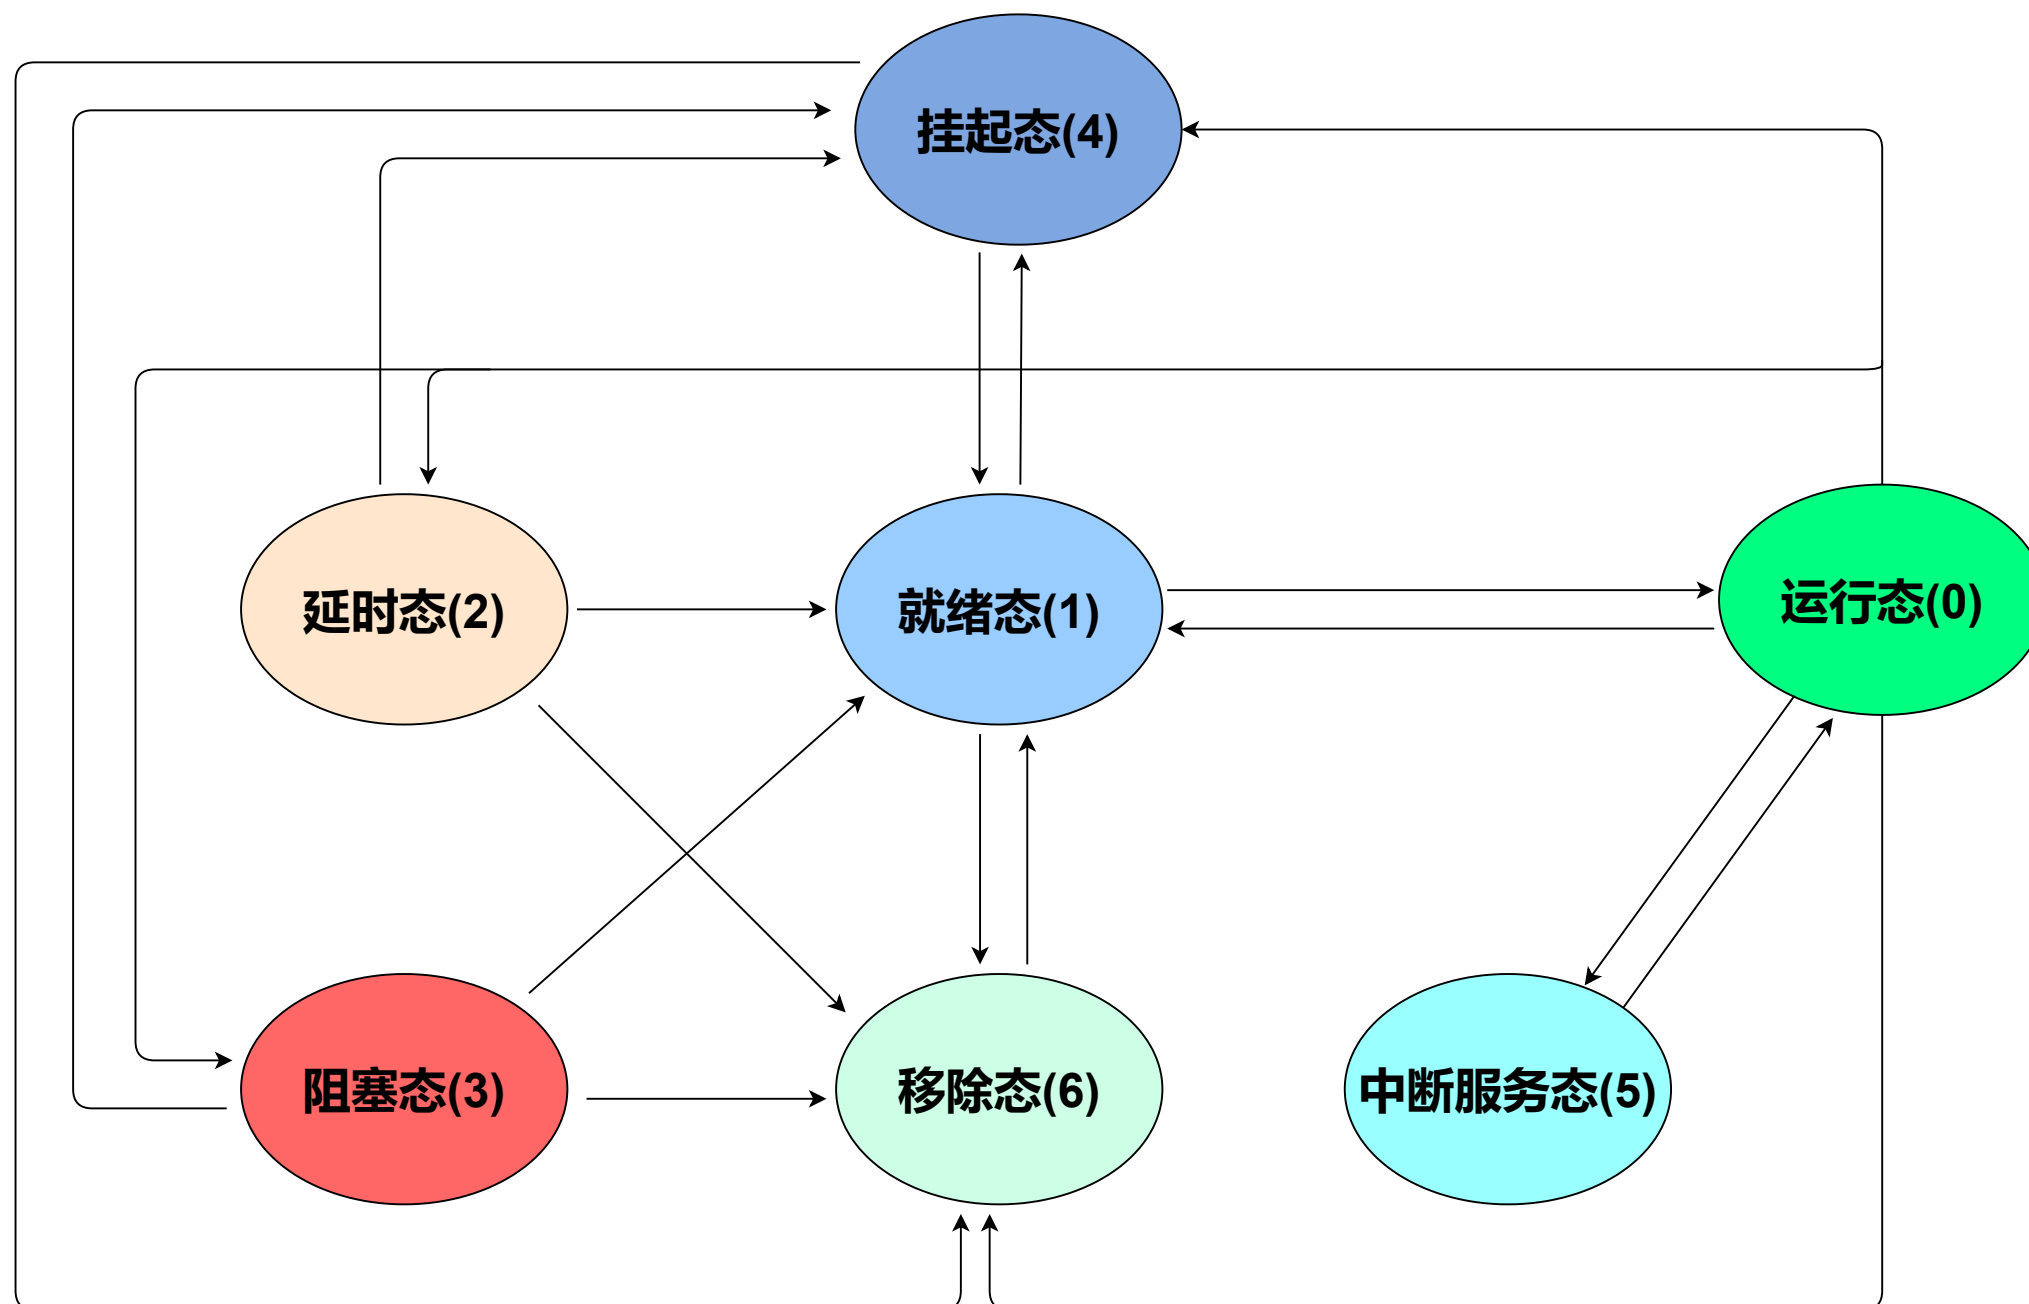 挂起态(4)
延时态(2)
就绪态(1)
运行态(0)
阻塞态(3)
移除态(6)
中断服务态(5)